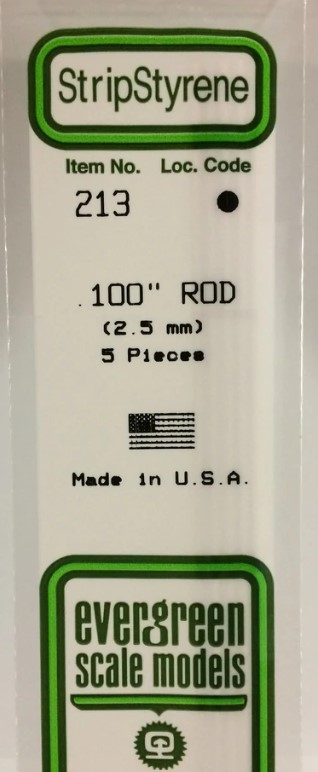 StripStyrene
Item No. Loc. Code
213 ●
.100" ROD
(2.5 mm)
5 Pieces
Made in U.S.A.
evergreen
scale models